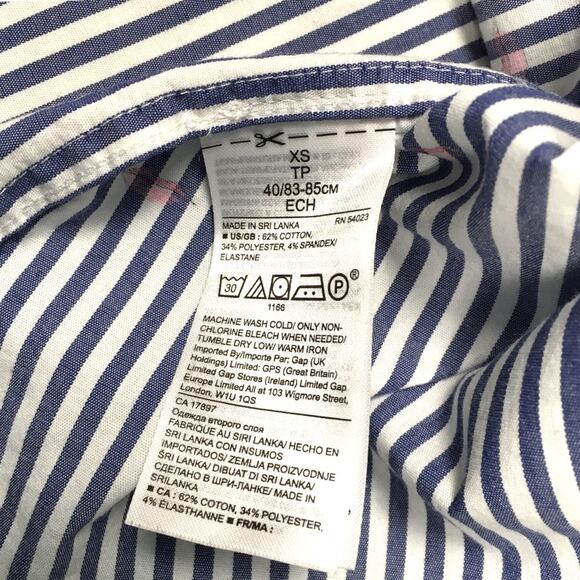 XS
TP
40/83-85CM
ECH
MADE IN SRI LANKA RN 54023
■ US/GB : 62% COTTON,
34% POLYESTER, 4% SPANDEX/
ELASTANE
30 P ®
1166
MACHINE WASH COLD/ ONLY NON-
CHLORINE BLEACH WHEN NEEDED/
TUMBLE DRY LOW/ WARM IRON
Imported By/Importe Par: Gap (UK
Holdings) Limited: GPS (Great Britain)
Limited Gap Stores (Ireland) Limited Gap
Europe Limited All at 103 Wigmore Street,
London. W1U 1QS
CA 17897
Одежда второго слоя
FABRIQUE AU SIRI LANKA/ HECHO EN
SRI LANKA CON INSUMOS
IMPORTADOS/ ZEMLJA PROIZVODNJE
ŠRI LANKA/ DIBUAT DI SRI LANKA/
СДЕЛАНО В ШРИ-ЛАНКЕ/ MADE IN
SRILANKA
■ CA : 62% COTON, 34% POLYESTER,
4% ÉLASTHANNE ■ FR/MA :